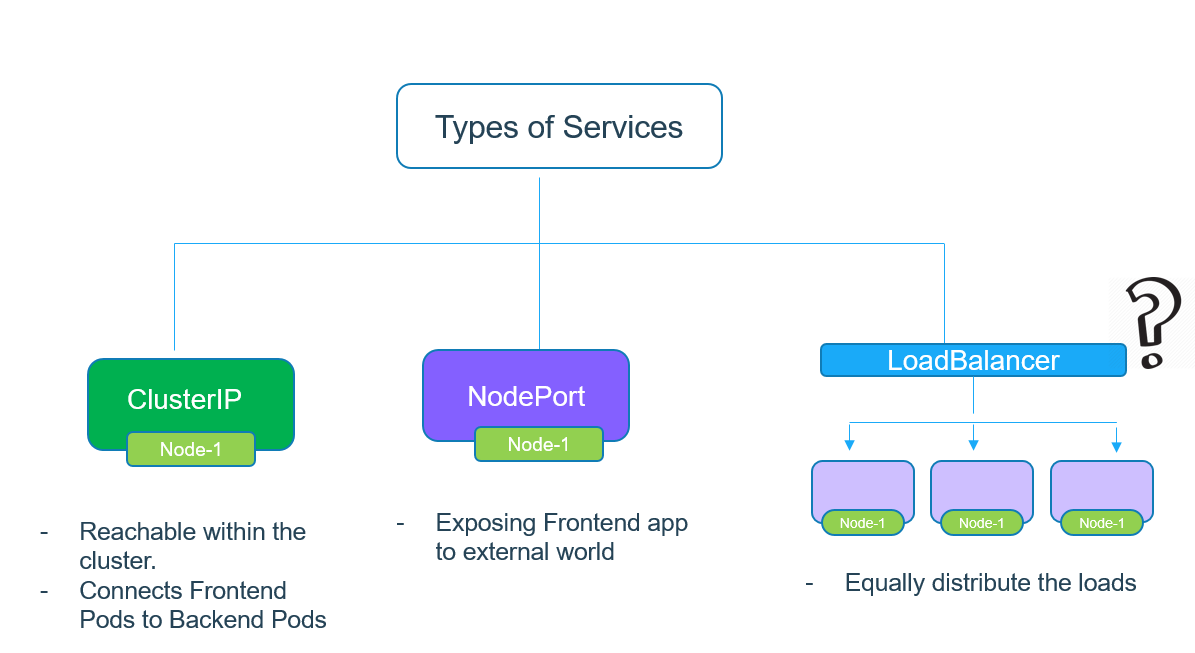 Types of Services
?
ClusterIP
Node-1
NodePort
Node-1
LoadBalancer
Node-1
Node-1
Node-1
- Reachable within the
cluster.
- Connects Frontend
Pods to Backend Pods
- Exposing Frontend app
to external world
- Equally distribute the loads